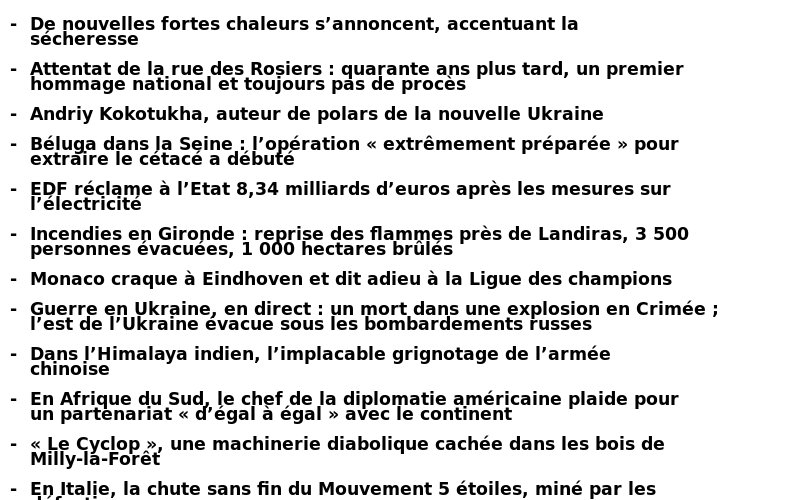 - De nouvelles fortes chaleurs s’annoncent, accentuant la
sécheresse
- Attentat de la rue des Rosiers : quarante ans plus tard, un premier
hommage national et toujours pas de procès
- Andriy Kokotukha, auteur de polars de la nouvelle Ukraine
- Béluga dans la Seine : l’opération « extrêmement préparée » pour
extraire le cétacé a débuté
- EDF réclame à l’Etat 8,34 milliards d’euros après les mesures sur
l’électricité
- Incendies en Gironde : reprise des flammes près de Landiras, 3 500
personnes évacuées, 1 000 hectares brûlés
- Monaco craque à Eindhoven et dit adieu à la Ligue des champions
- Guerre en Ukraine, en direct : un mort dans une explosion en Crimée ;
l’est de l’Ukraine évacue sous les bombardements russes
- Dans l’Himalaya indien, l’implacable grignotage de l’armée
chinoise
- En Afrique du Sud, le chef de la diplomatie américaine plaide pour
un partenariat « d’égal à égal » avec le continent
- « Le Cyclop », une machinerie diabolique cachée dans les bois de
Milly-la-Forêt
- En Italie, la chute sans fin du Mouvement 5 étoiles, miné par les